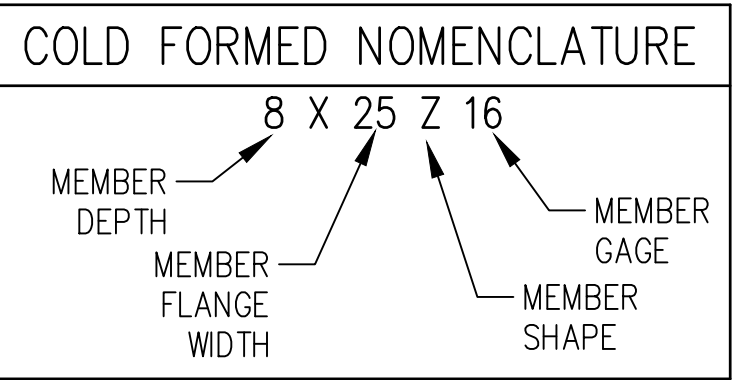 COLD FORMED NOMENCLATURE
8 X 25 Z 16
MEMBER
DEPTH
MEMBER
FLANGE
WIDTH
MEMBER
SHAPE
MEMBER
GAGE